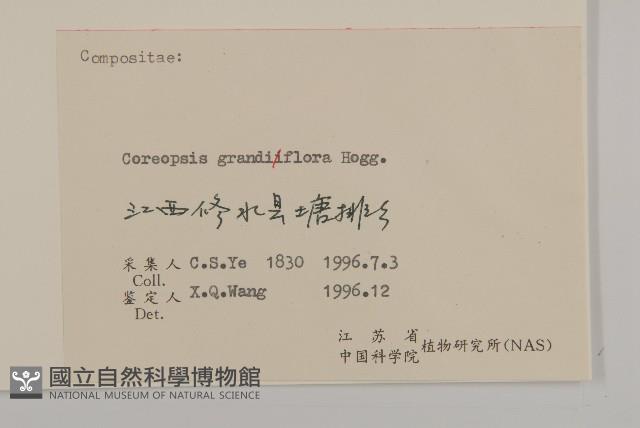 Compositae:
Coreopsis grandiiflora Hogg.
江西修水县塘排乡
采集人 C.S.Ye 1830 1996.7.3
Coll.
鉴定人 X.Q.Wang 1996.12
Det.
江苏省
中国科学院 植物研究所(NAS)
國立自然科學博物館
NATIONAL MUSEUM OF NATURAL SCIENCE